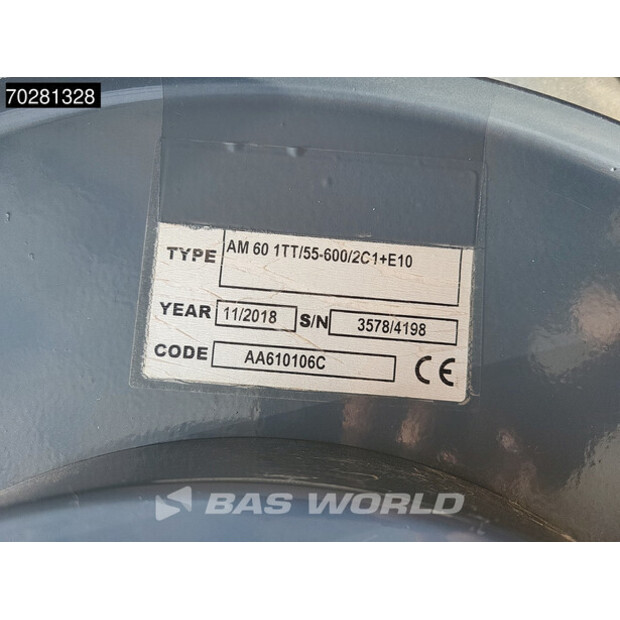 70281328
TYPE AM 60 1TT/55-600/2C1+E10
YEAR 11/2018 S/N 3578/4198
CODE AA610106C CE
BAS WORLD